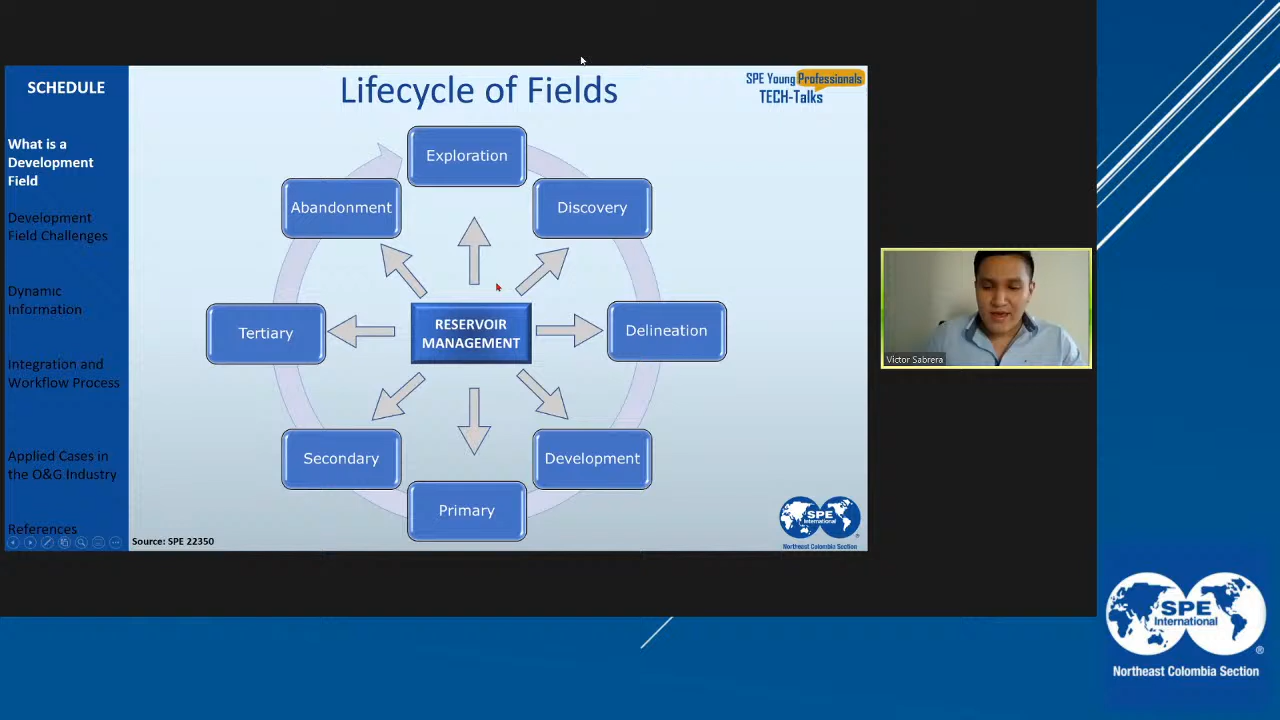 SCHEDULE
What is a
Development
Field
Development
Field Challenges
Dynamic
Information
Integration and
Workflow Process
Applied Cases in
the O&G Industry
References
Lifecycle of Fields
SPE Young Professionals
TECH-Talks
Exploration
Discovery
Delineation
Development
Primary
Secondary
Tertiary
Abandonment
RESERVOIR
MANAGEMENT
Source: SPE 22350
SPE
International
Northeast Colombia Section
Victor Sabrera
SPE
International
®
Northeast Colombia Section